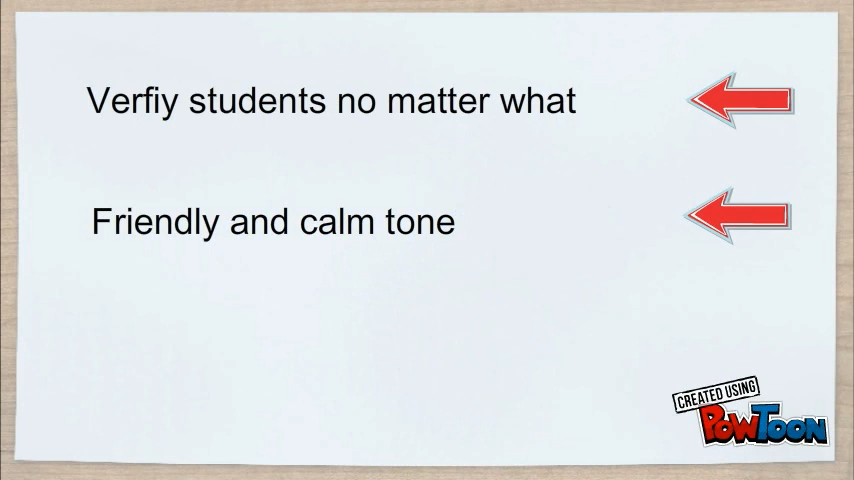 Verfiy students no matter what
Friendly and calm tone
CREATED USING
POWTOON